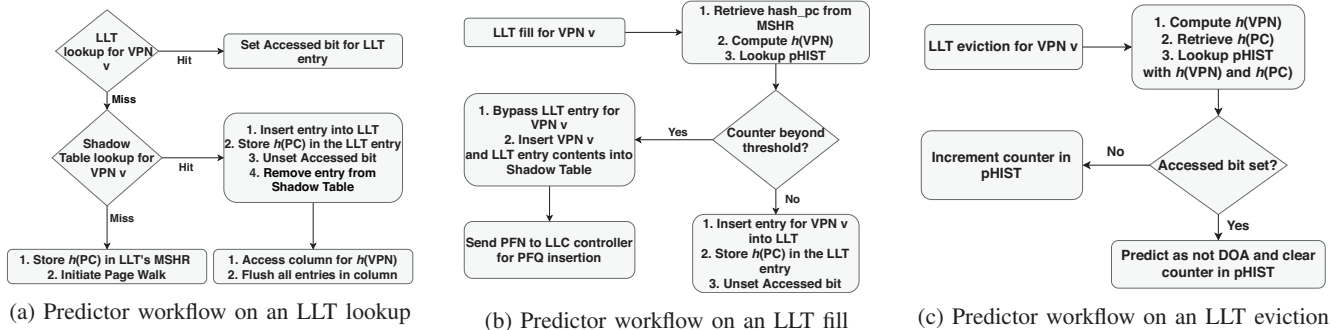 LLT
lookup for VPN
v
Hit
Set Accessed bit for LLT
entry
Miss
Shadow
Table lookup for
VPN v
Hit
1. Insert entry into LLT
2. Store h(PC) in the LLT entry
3. Unset Accessed bit
4. Remove entry from
Shadow Table
Miss
1. Store h(PC) in LLT's MSHR
2. Initiate Page Walk
1. Access column for h(VPN)
2. Flush all entries in column
(a) Predictor workflow on an LLT lookup
LLT fill for VPN v
1. Retrieve hash_pc from
MSHR
2. Compute h(VPN)
3. Lookup pHIST
Counter beyond
threshold?
Yes
1. Bypass LLT entry for
VPN v
2. Insert VPN v
and LLT entry contents into
Shadow Table
No
Send PFN to LLC controller
for PFQ insertion
1. Insert entry for VPN v
into LLT
2. Store h(PC) in the LLT
entry
3. Unset Accessed bit
(b) Predictor workflow on an LLT fill
LLT eviction for VPN v
1. Compute h(VPN)
2. Retrieve h(PC)
3. Lookup pHIST
with h(VPN) and h(PC)
Accessed bit set?
No
Increment counter in
pHIST
Yes
Predict as not DOA and clear
counter in pHIST
(c) Predictor workflow on an LLT eviction